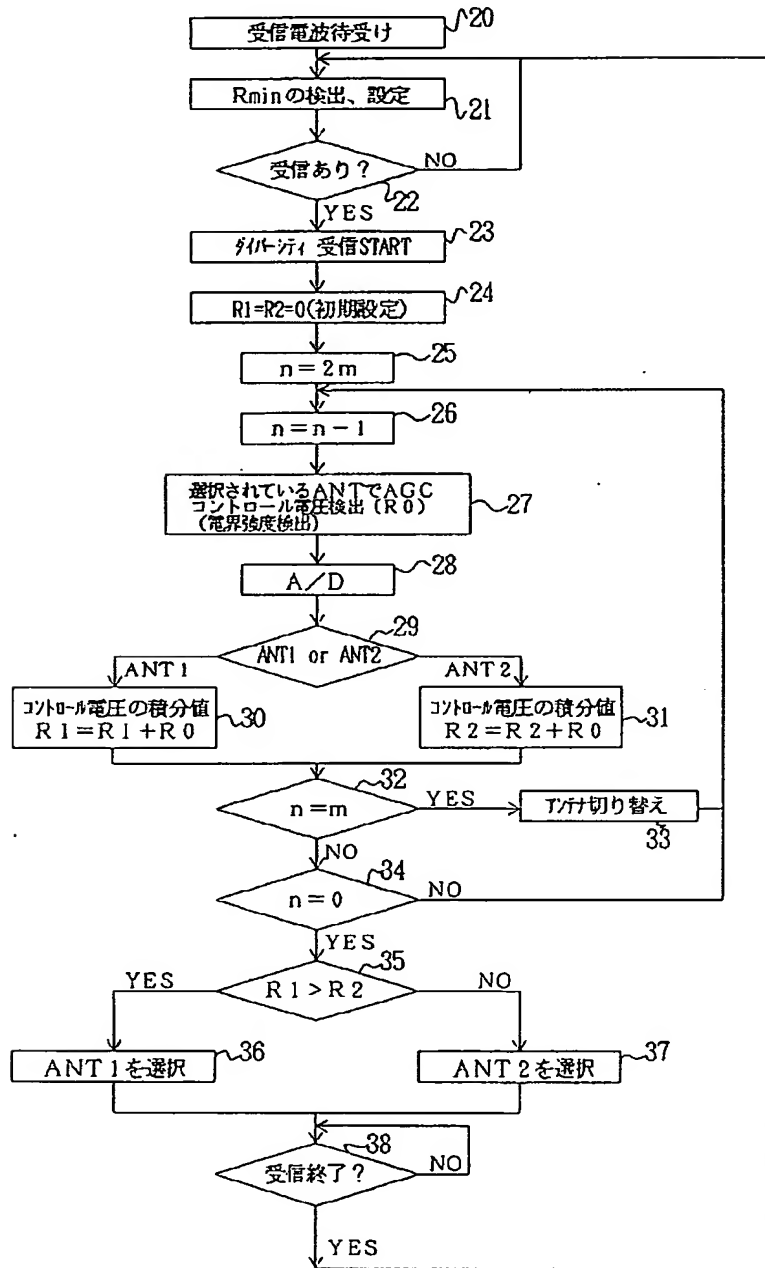 受信電波待受け
20
Rminの検出、設定
21
受信あり？
NO
22
YES
ダイバーシティ 受信START
23
R1=R2=0(初期設定)
24
n＝2m
25
n＝n－1
26
選択されているANTでAGC
コントロール電圧検出（R0）
（電界強度検出）
27
A／D
28
29
ANT1 or ANT2
ANT1
ANT2
コントロール電圧の積分値
R1＝R1＋R0
30
コントロール電圧の積分値
R2＝R2＋R0
31
32
n＝m
YES
アンテナ切り替え
33
NO
34
n＝0
NO
YES
35
R1＞R2
YES
NO
ANT1を選択
36
ANT2を選択
37
38
受信終了？
NO
YES